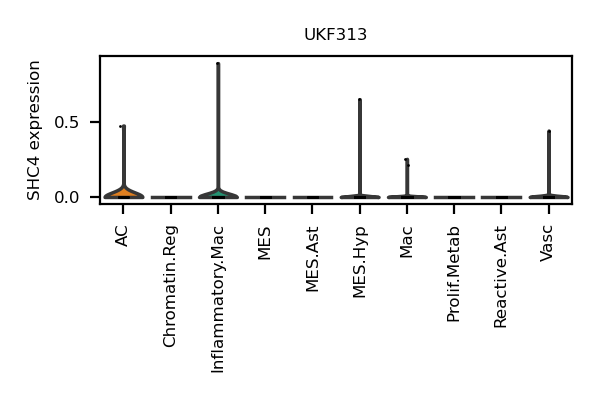 UKF313
SHC4 expression
0.5
0.0
AC
Chromatin.Reg
Inflammatory.Mac
MES
MES.Ast
MES.Hyp
Mac
Prolif.Metab
Reactive.Ast
Vasc